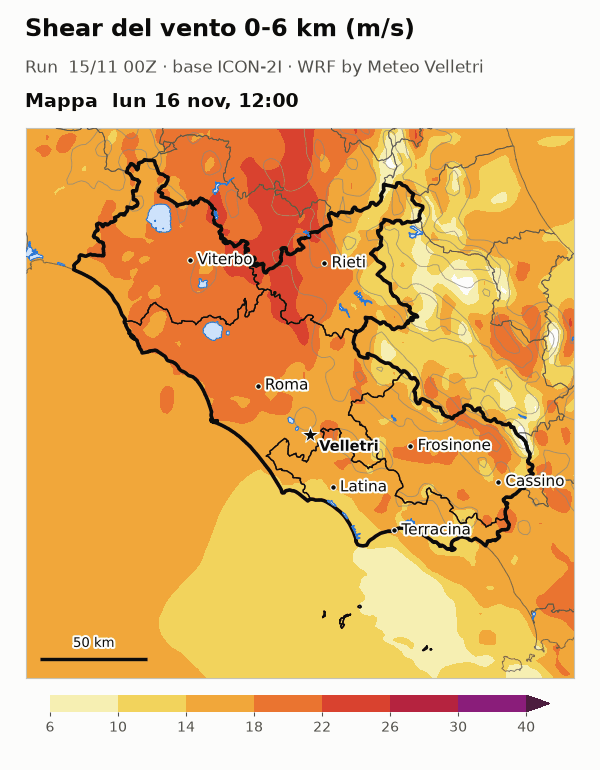 Shear del vento 0-6 km (m/s)
Run  15/11 00Z · base ICON-2I · WRF by Meteo Velletri
Mappa  lun 16 nov, 12:00
Viterbo
Rieti
Roma
Velletri
Frosinone
Cassino
Latina
Terracina
50 km
6 10 14 18 22 26 30 40